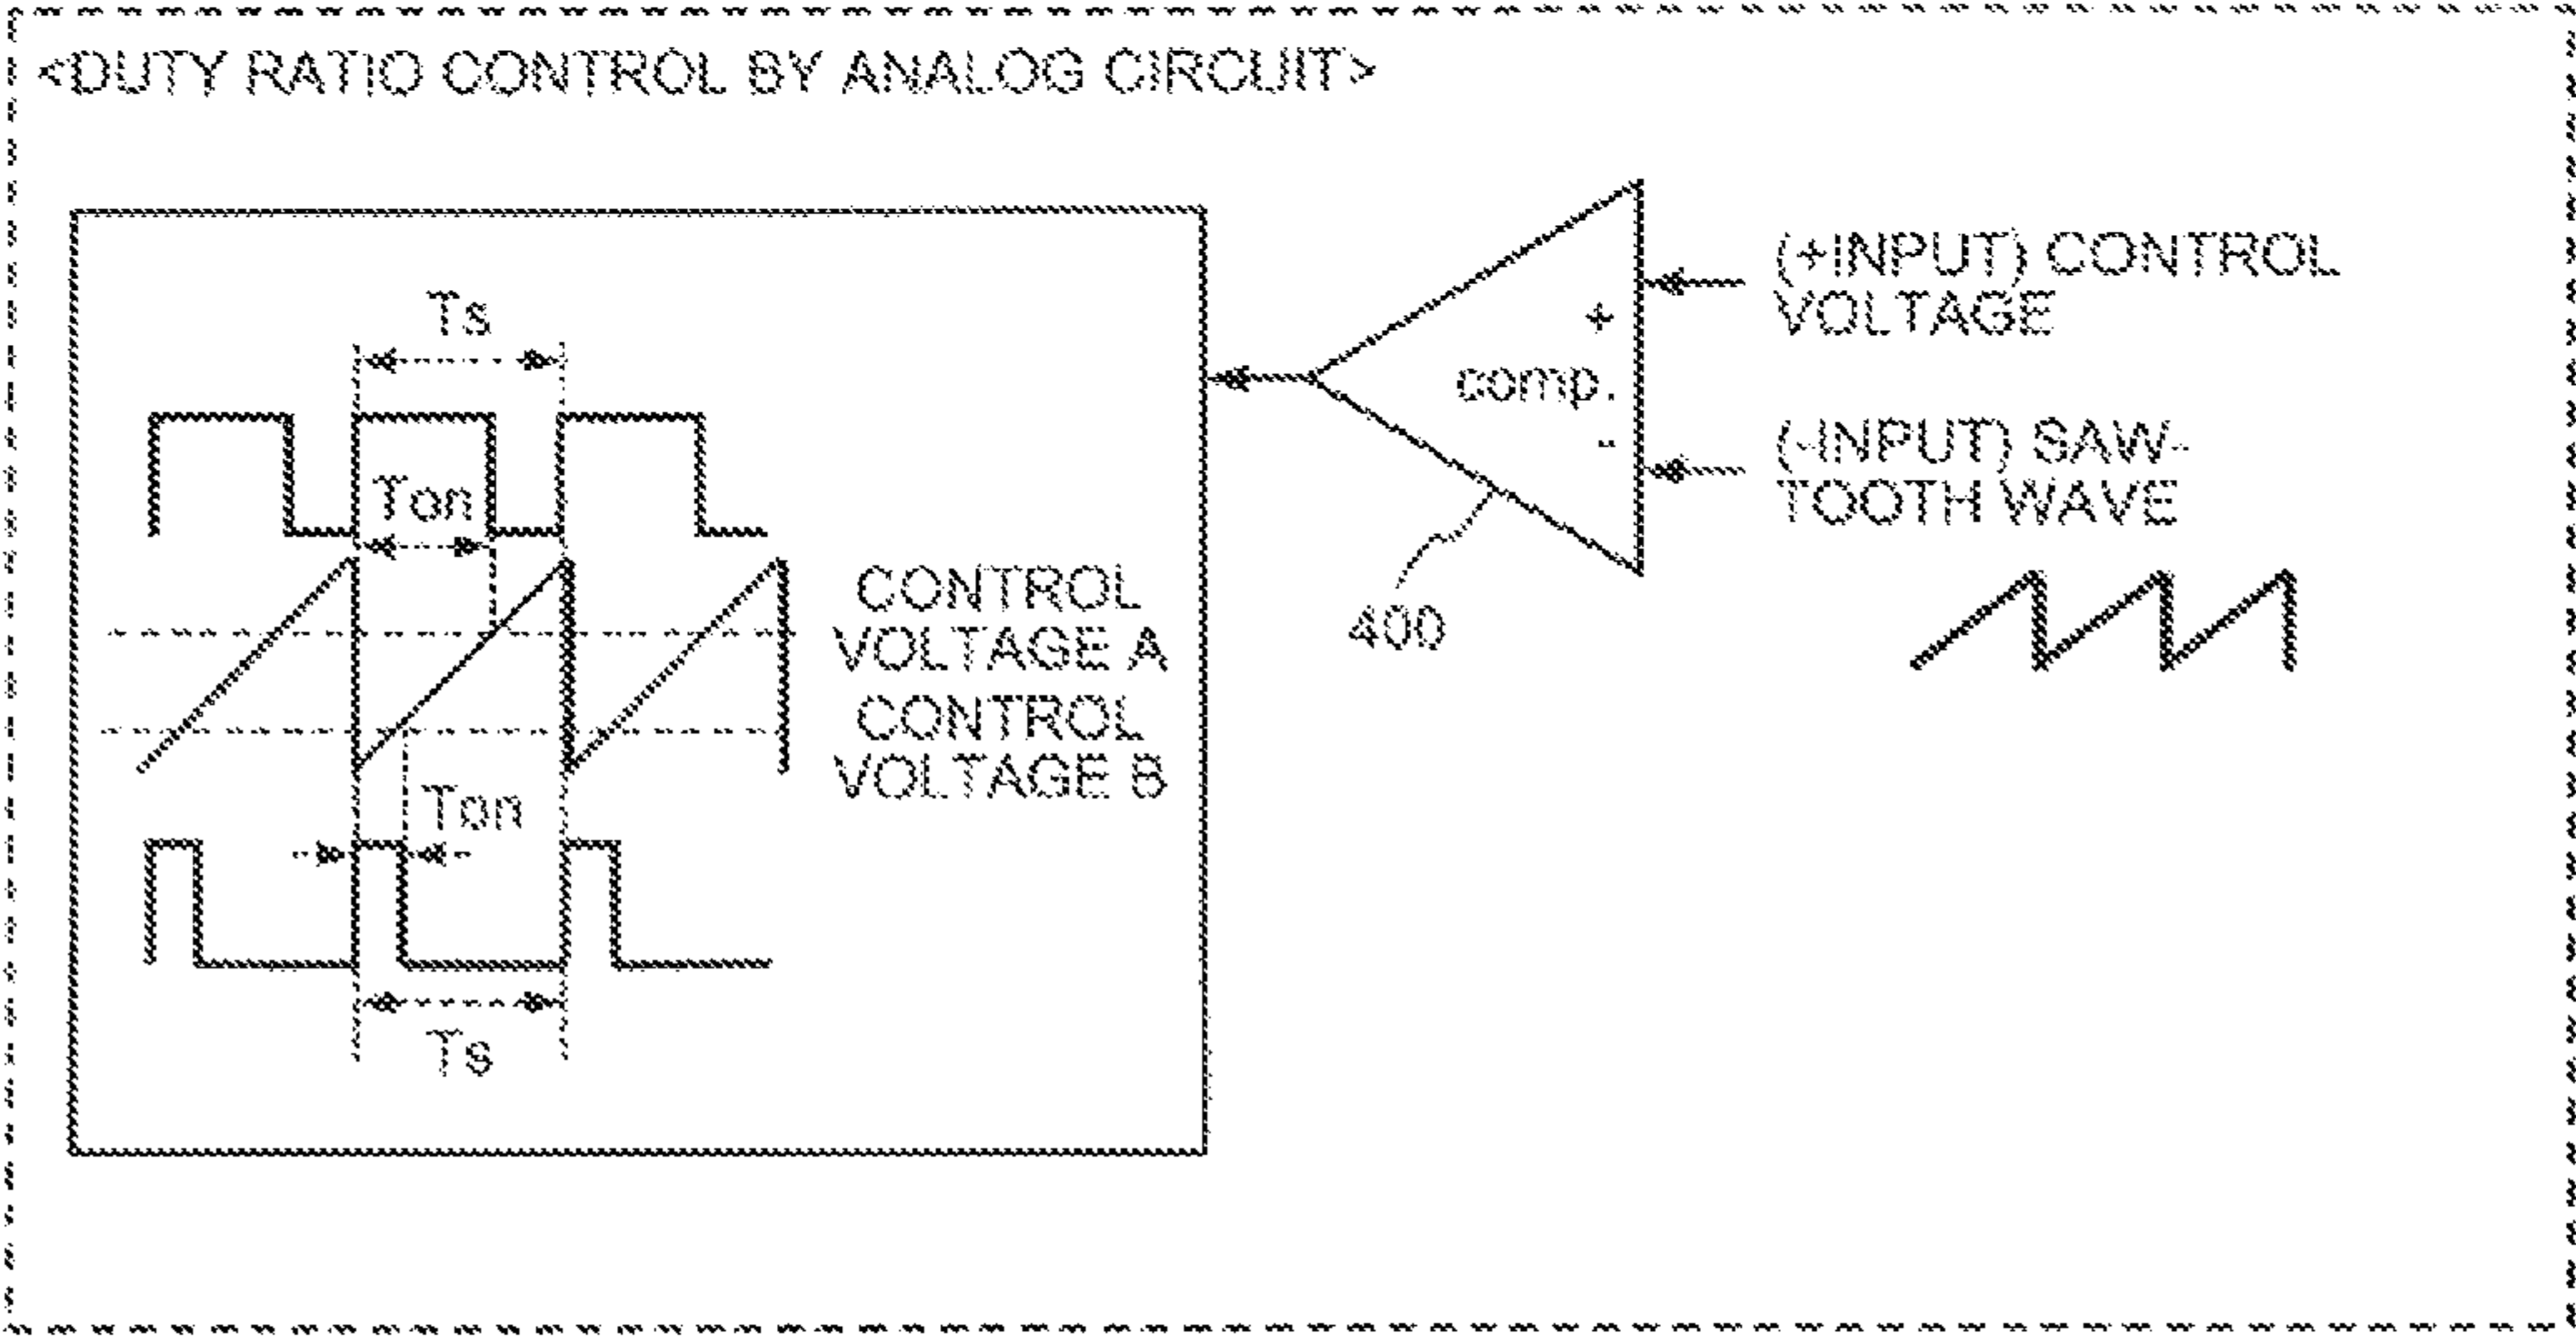 <DUTY RATIO CONTROL BY ANALOG CIRCUIT>
Ts
Ton
CONTROL
VOLTAGE A
CONTROL
VOLTAGE B
Ton
Ts
+
comp.
-
400
(+INPUT) CONTROL
VOLTAGE
(-INPUT) SAW-
TOOTH WAVE